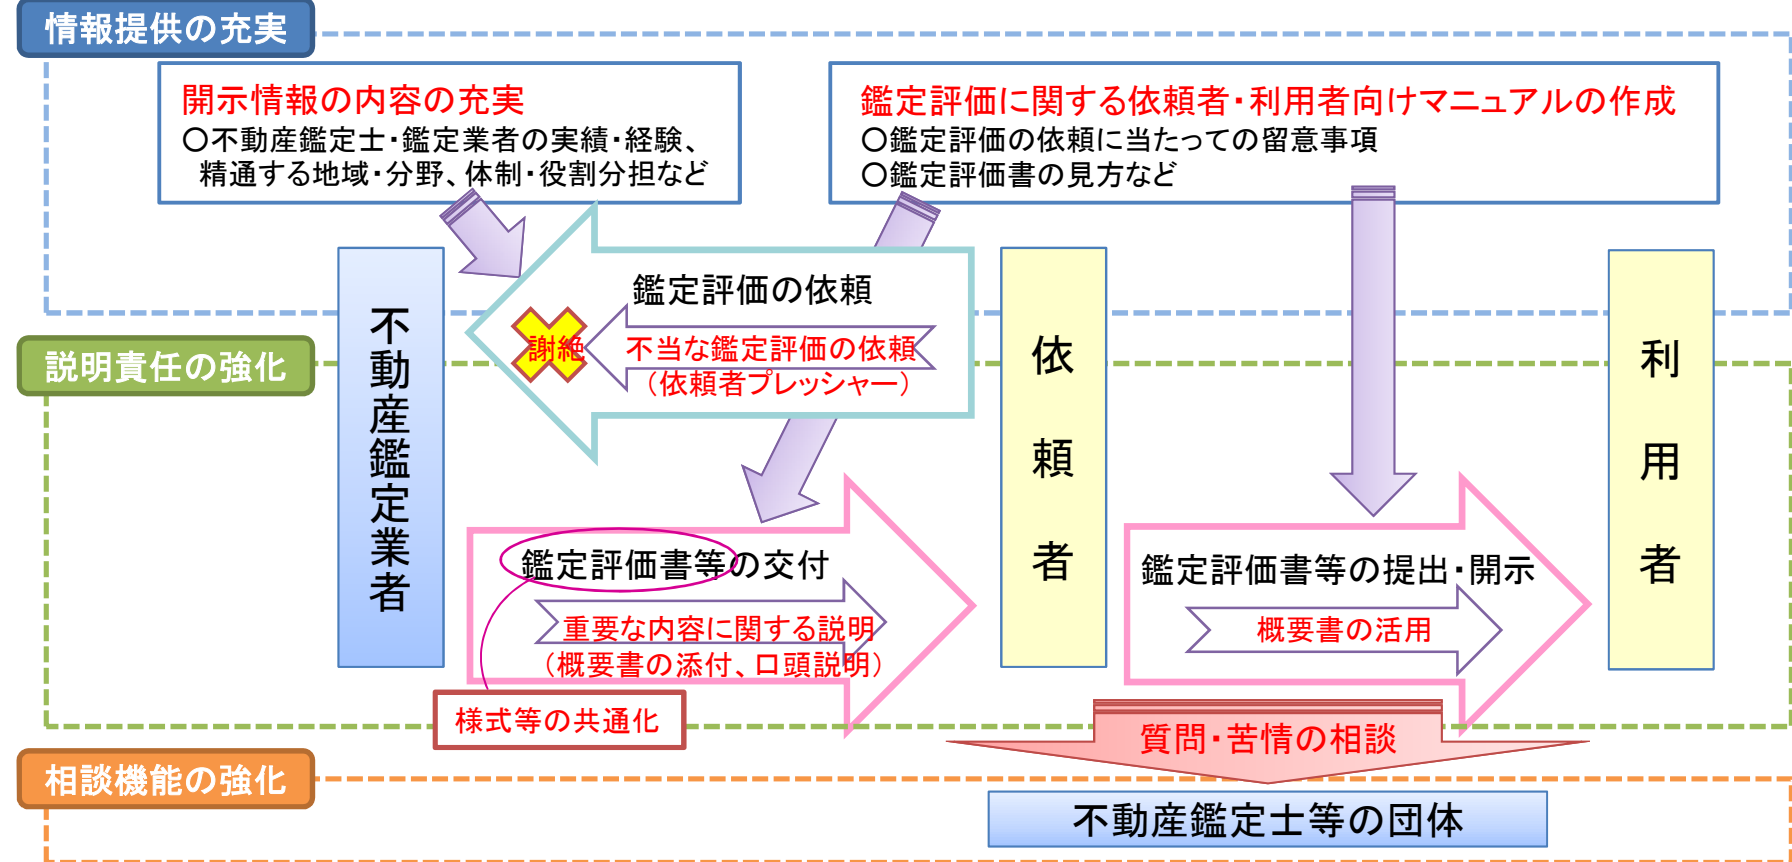 情報提供の充実
開示情報の内容の充実
○不動産鑑定士・鑑定業者の実績・経験、
精通する地域・分野、体制・役割分担など
鑑定評価に関する依頼者・利用者向けマニュアルの作成
○鑑定評価の依頼に当たっての留意事項
○鑑定評価書の見方など
鑑定評価の依頼
謝絶
不当な鑑定評価の依頼
（依頼者プレッシャー）
不動産鑑定業者
依頼者
利用者
説明責任の強化
鑑定評価書等の交付
重要な内容に関する説明
（概要書の添付、口頭説明）
様式等の共通化
鑑定評価書等の提出・開示
概要書の活用
質問・苦情の相談
相談機能の強化
不動産鑑定士等の団体